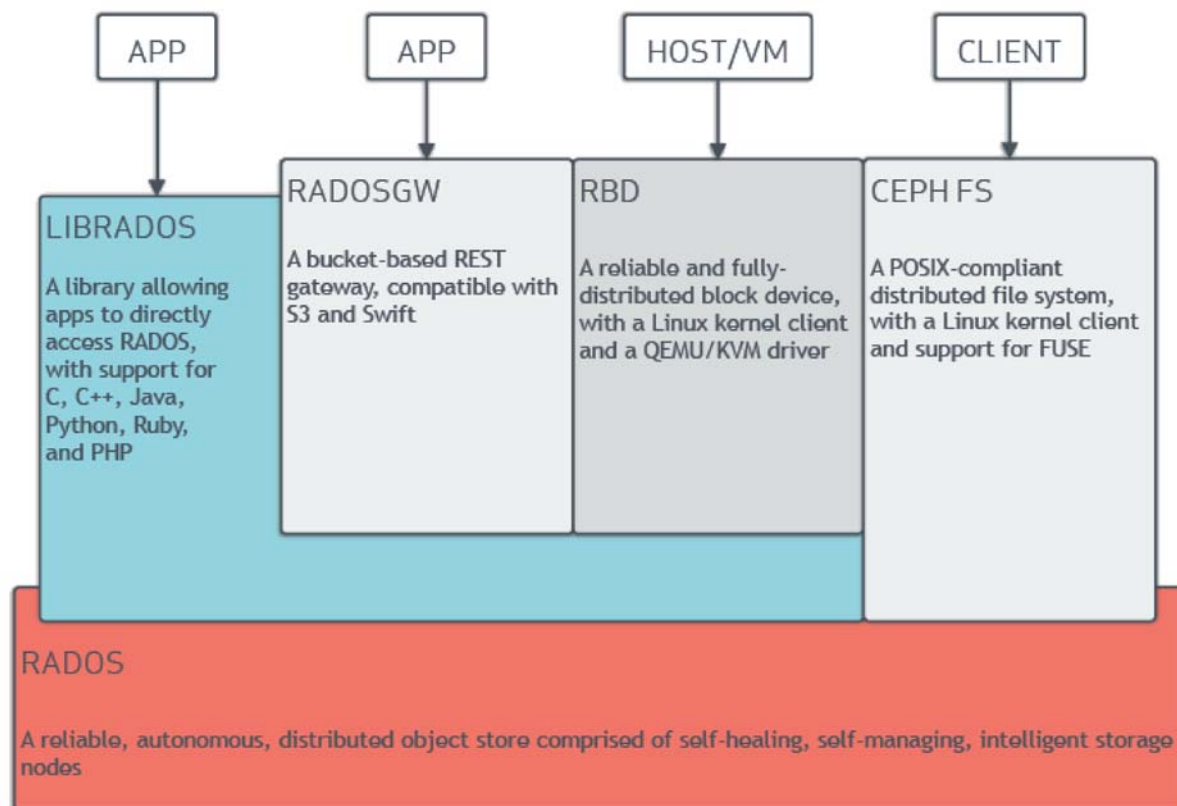 APP
APP
HOST/VM
CLIENT
LIBRADOS
A library allowing
apps to directly
access RADOS,
with support for
C, C++, Java,
Python, Ruby,
and PHP
RADOSGW
A bucket-based REST
gateway, compatible with
S3 and Swift
RBD
A reliable and fully-
distributed block device,
with a Linux kernel client
and a QEMU/KVM driver
CEPH FS
A POSIX-compliant
distributed file system,
with a Linux kernel client
and support for FUSE
RADOS
A reliable, autonomous, distributed object store comprised of self-healing, self-managing, intelligent storage
nodes